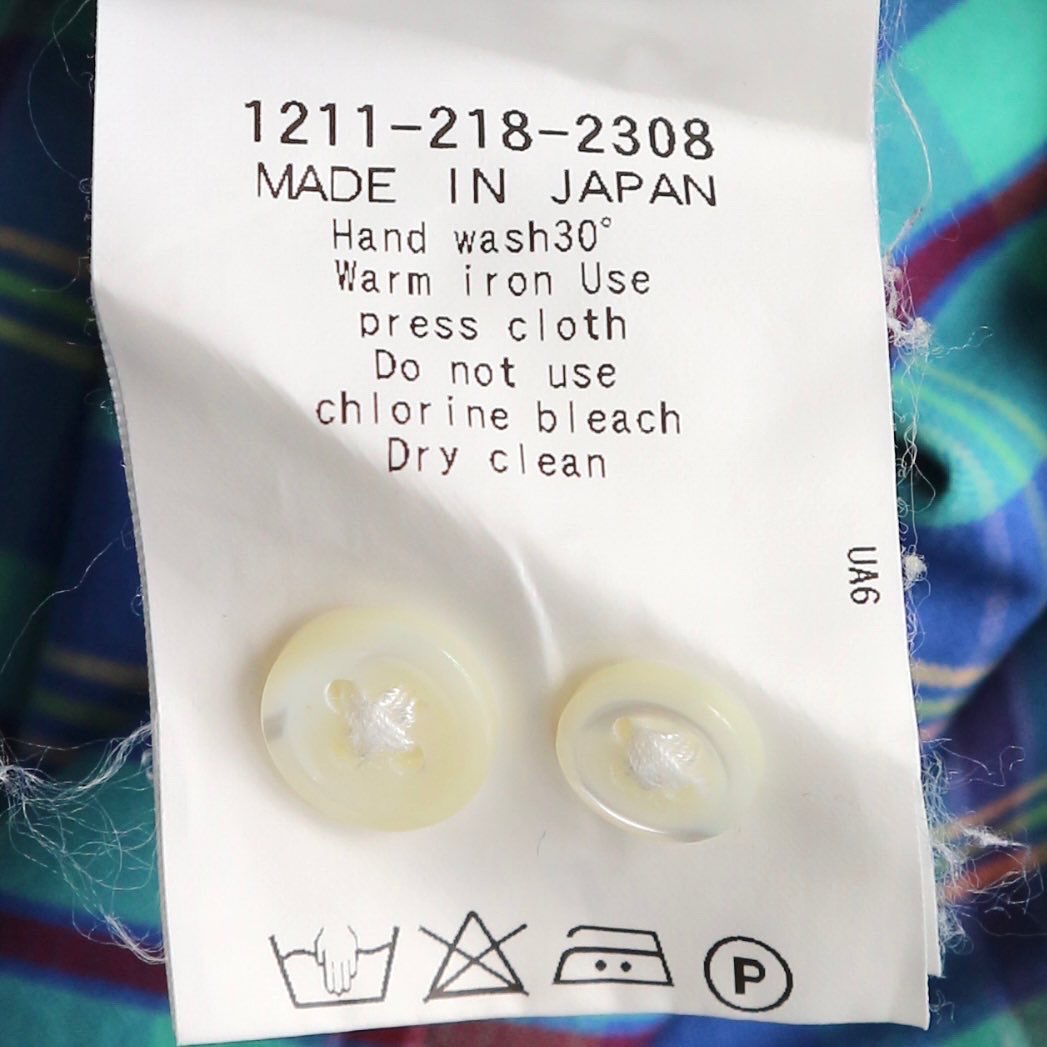 1211-218-2308
MADE IN JAPAN
Hand wash30°
Warm iron Use
press cloth
Do not use
chlorine bleach
Dry clean
UA6
P